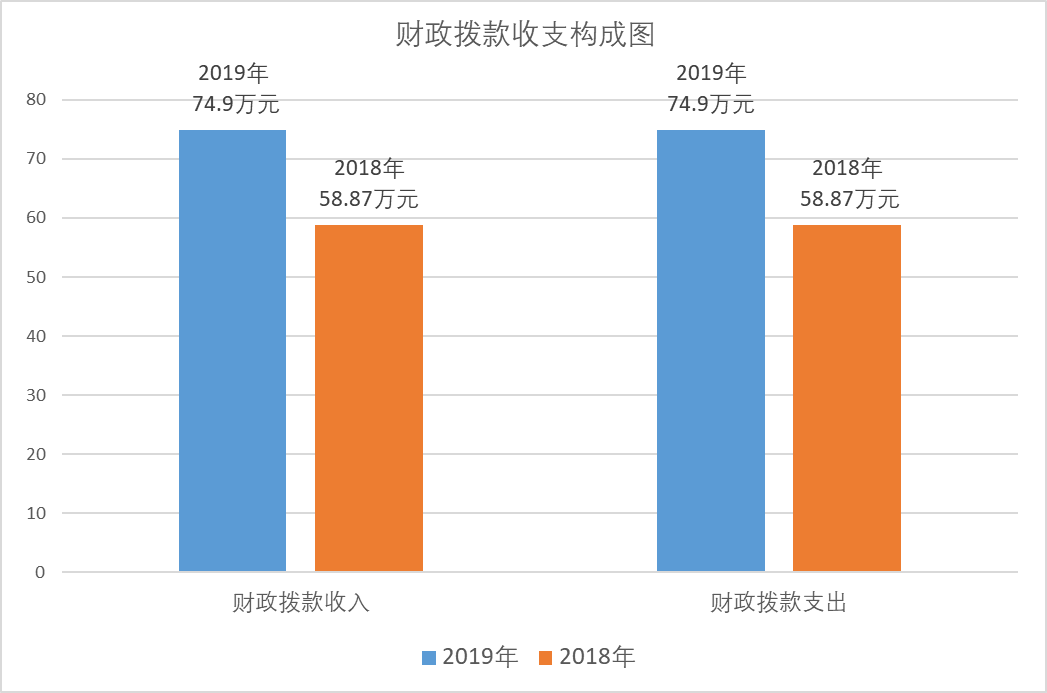 财政拨款收支构成图
2019年
74.9万元
2018年
58.87万元
2019年
74.9万元
2018年
58.87万元
80
70
60
50
40
30
20
10
0
财政拨款收入
财政拨款支出
2019年
2018年